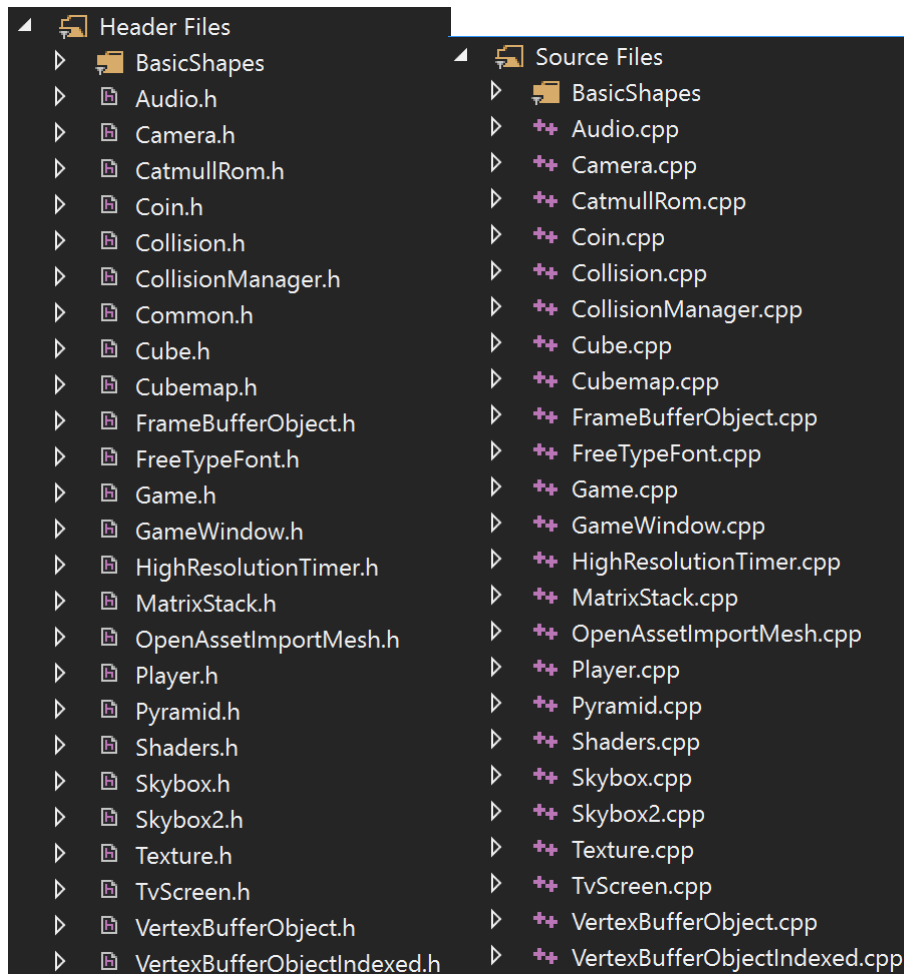 Header Files
BasicShapes
Audio.h
Camera.h
CatmullRom.h
Coin.h
Collision.h
CollisionManager.h
Common.h
Cube.h
Cubemap.h
FrameBufferObject.h
FreeTypeFont.h
Game.h
GameWindow.h
HighResolutionTimer.h
MatrixStack.h
OpenAssetImportMesh.h
Player.h
Pyramid.h
Shaders.h
Skybox.h
Skybox2.h
Texture.h
TvScreen.h
VertexBufferObject.h
VertexBufferObjectIndexed.h
Source Files
BasicShapes
Audio.cpp
Camera.cpp
CatmullRom.cpp
Coin.cpp
Collision.cpp
CollisionManager.cpp
Cube.cpp
Cubemap.cpp
FrameBufferObject.cpp
FreeTypeFont.cpp
Game.cpp
GameWindow.cpp
HighResolutionTimer.cpp
MatrixStack.cpp
OpenAssetImportMesh.cpp
Player.cpp
Pyramid.cpp
Shaders.cpp
Skybox.cpp
Skybox2.cpp
Texture.cpp
TvScreen.cpp
VertexBufferObject.cpp
VertexBufferObjectIndexed.cpp